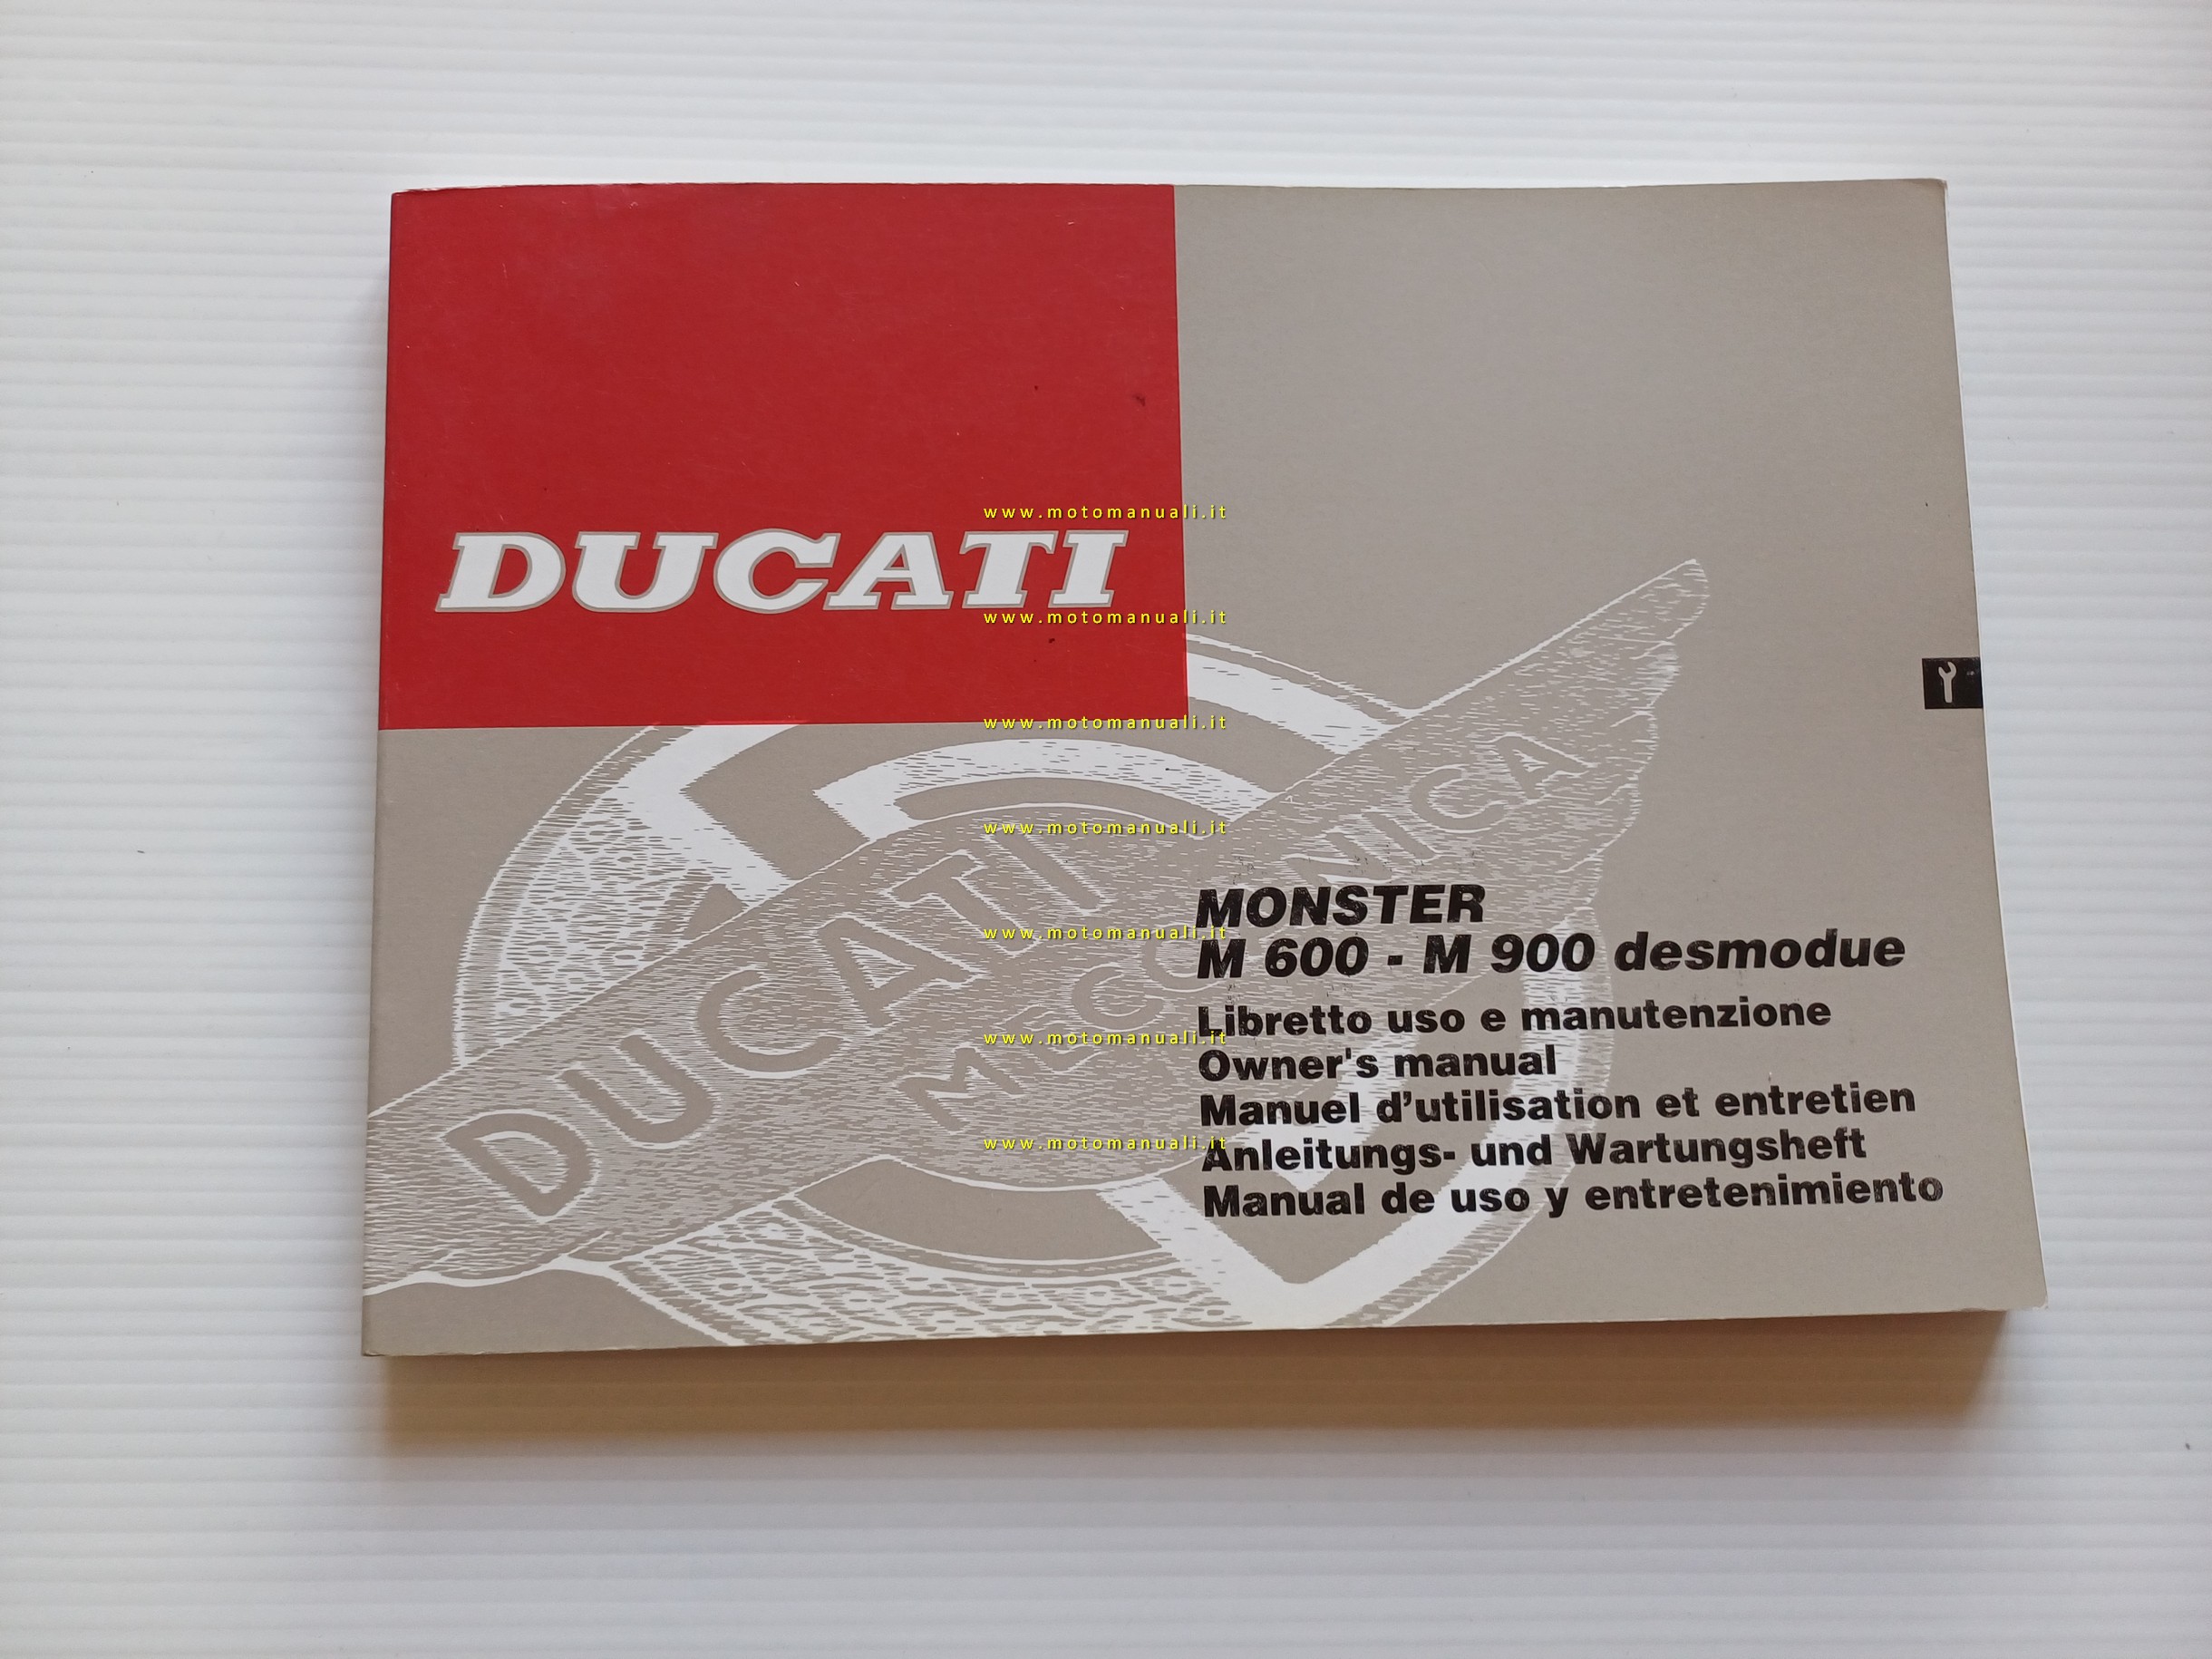 www.motomanuali.it
DUCATI
www.motomanuali.it
www.motomanuali.it
www.motomanuali.it
DUCATI
MECCANICA
MONSTER
www.motomanuali.it
M 600 - M 900 desmodue
Libretto uso e manutenzione
www.motomanuali.it
Owner's manual
Manuel d'utilisation et entretien
www.motomanuali.it
Anleitungs- und Wartungsheft
Manual de uso y entretenimiento